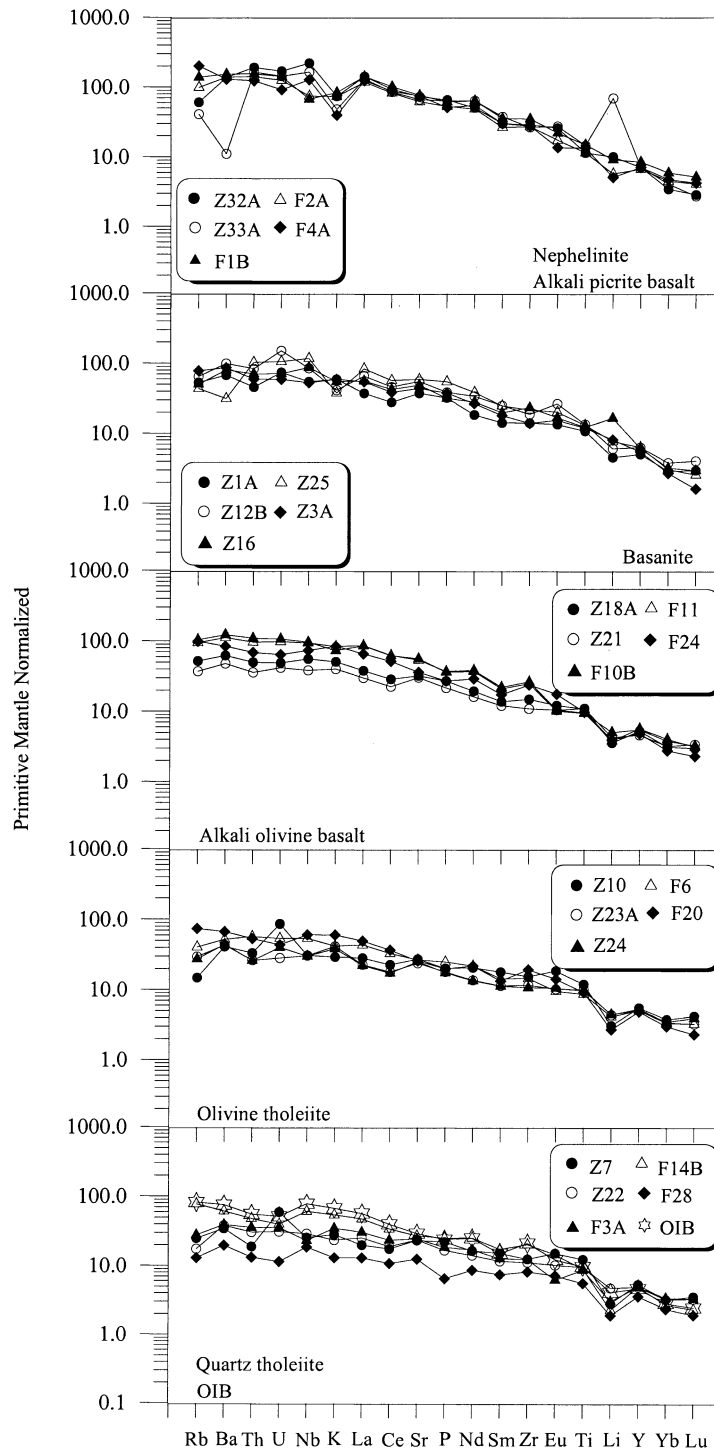 Primitive Mantle Normalized
1000.0
100.0
10.0
1.0
Z32A F2A
Z33A F4A
F1B
Nephelinite
Alkali picrite basalt
1000.0
100.0
10.0
1.0
Z1A Z25
Z12B Z3A
Z16
Basanite
1000.0
100.0
10.0
1.0
Z18A F11
Z21 F24
F10B
Alkali olivine basalt
1000.0
100.0
10.0
1.0
Z10 F6
Z23A F20
Z24
Olivine tholeiite
1000.0
100.0
10.0
1.0
0.1
Z7 F14B
Z22 F28
F3A OIB
Quartz tholeiite
OIB
Rb Ba Th U Nb K La Ce Sr P Nd Sm Zr Eu Ti Li Y Yb Lu